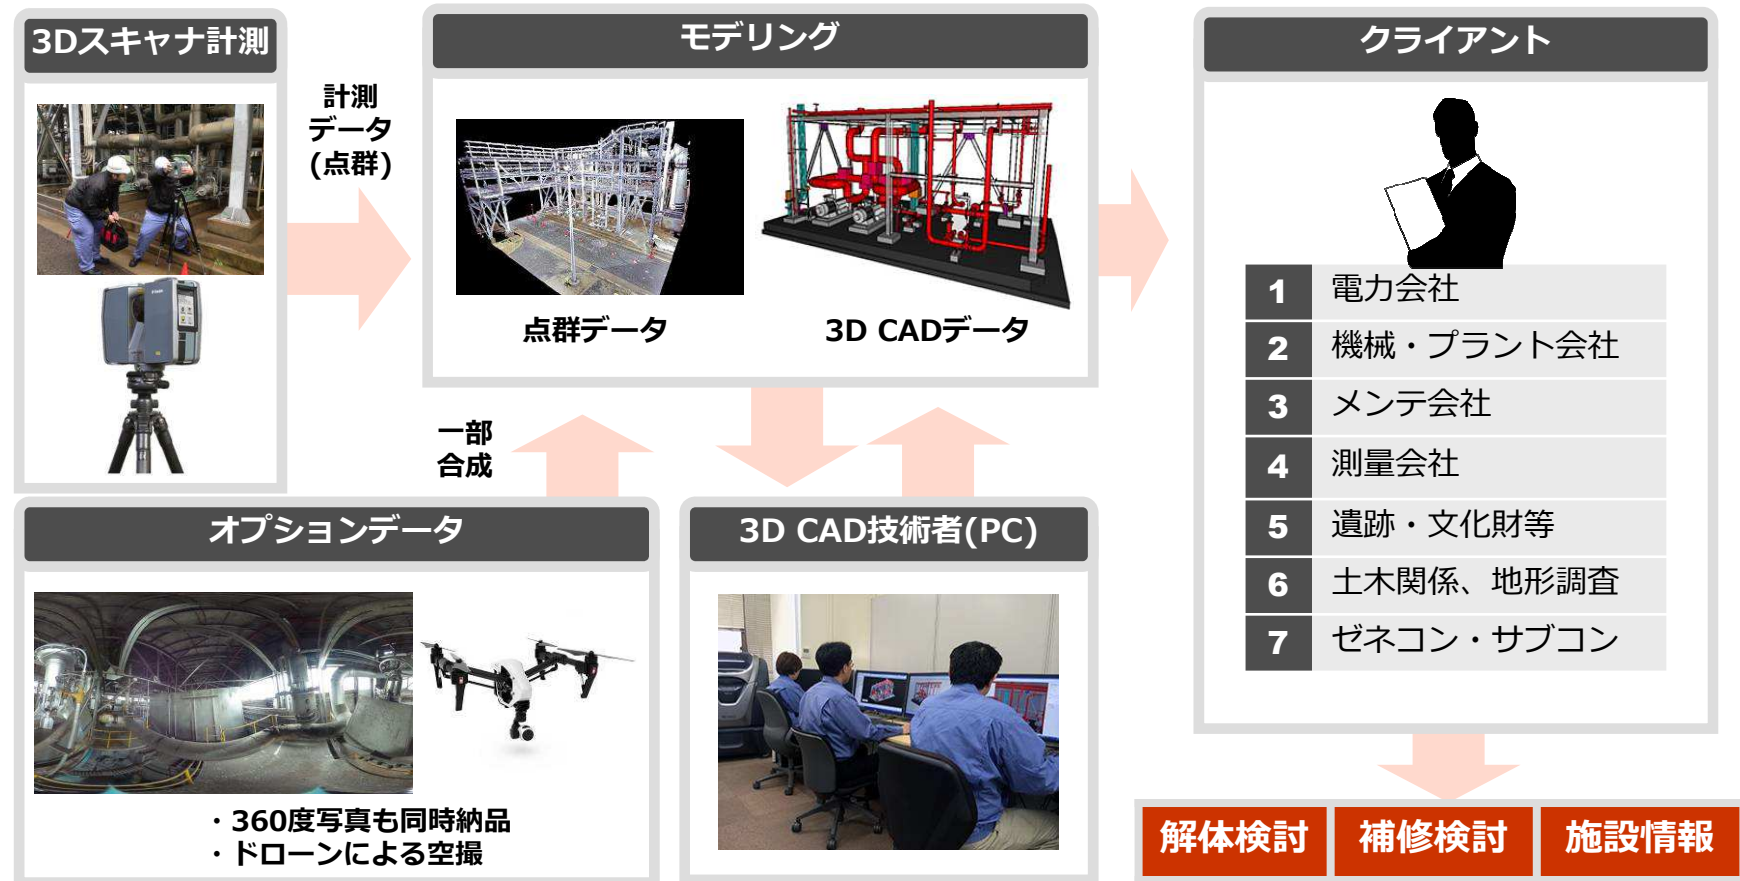 3Dスキャナ計測
計測
データ
(点群)
モデリング
点群データ
3D CADデータ
一部
合成
オプションデータ
・360度写真も同時納品
・ドローンによる空撮
3D CAD技術者(PC)
クライアント
1 電力会社
2 機械・プラント会社
3 メンテ会社
4 測量会社
5 遺跡・文化財等
6 土木関係、地形調査
7 ゼネコン・サブコン
解体検討
補修検討
施設情報